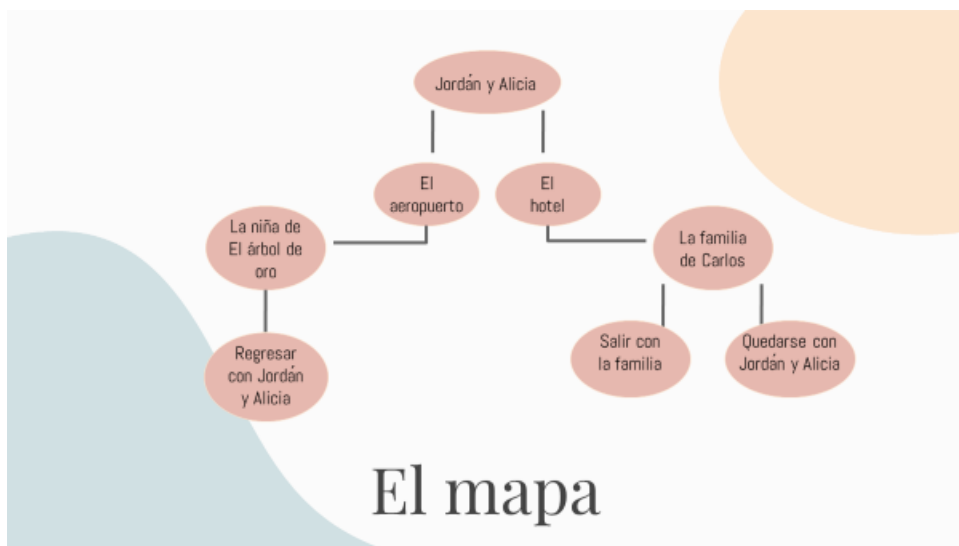 Jordán y Alicia
El
aeropuerto
El
hotel
La niña de
El árbol de
oro
La familia
de Carlos
Regresar
con Jordán
y Alicia
Salir con
la familia
Quedarse con
Jordán y Alicia
El mapa